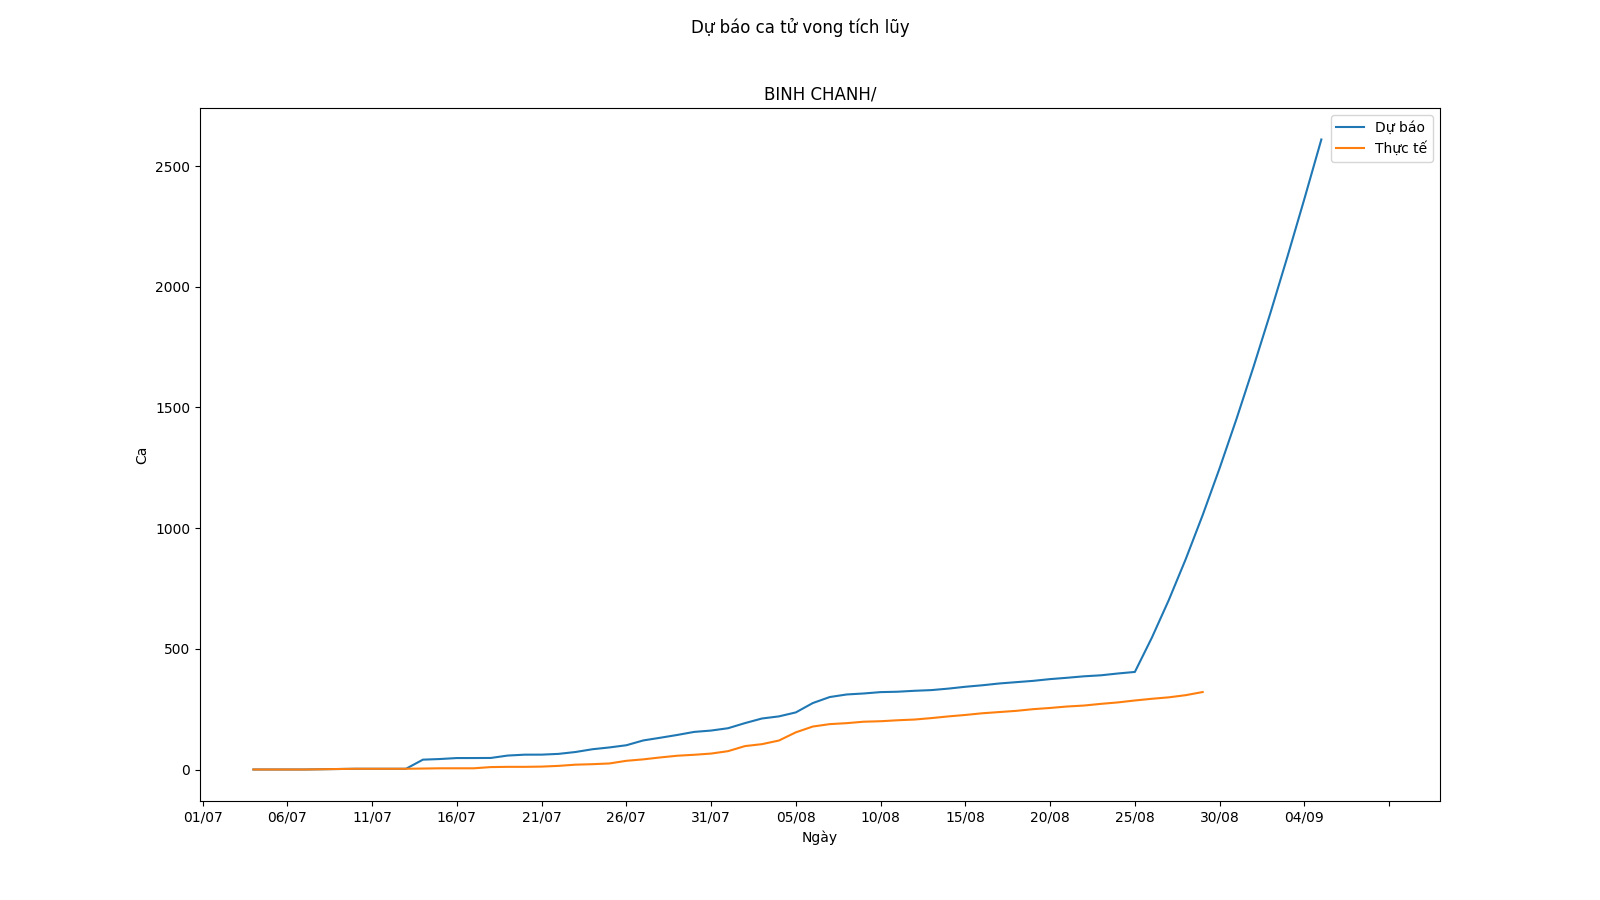 Dự báo ca tử vong tích lũy
BINH CHANH/
Dự báo
Thực tế
2500
2000
1500
1000
500
0
Ca
01/07 06/07 11/07 16/07 21/07 26/07 31/07 05/08 10/08 15/08 20/08 25/08 30/08 04/09
Ngày